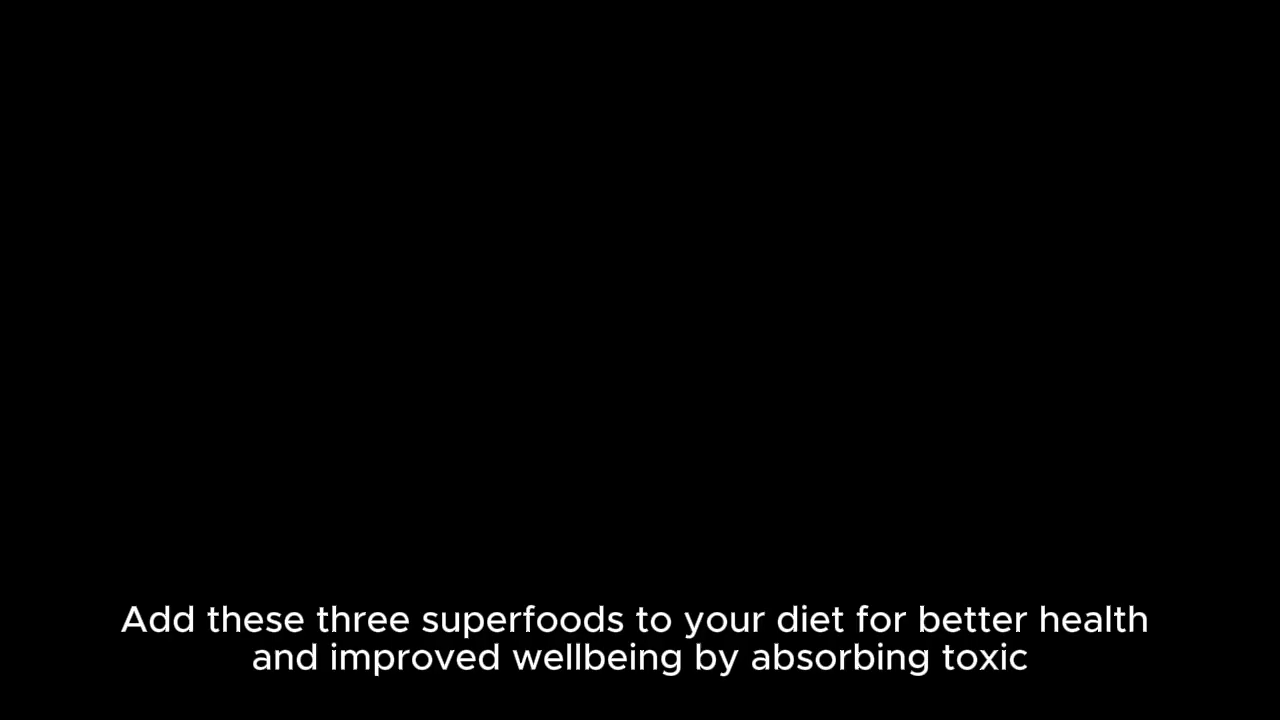 Add these three superfoods to your diet for better health
and improved wellbeing by absorbing toxic